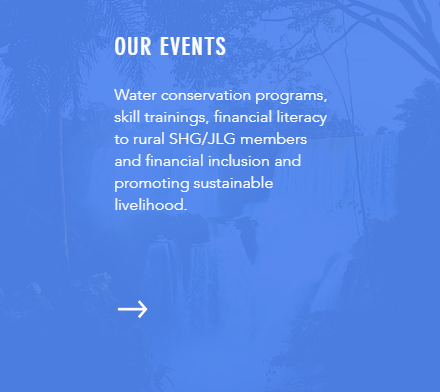 OUR EVENTS
Water conservation programs,
skill trainings, financial literacy
to rural SHG/JLG members
and financial inclusion and
promoting sustainable
livelihood.